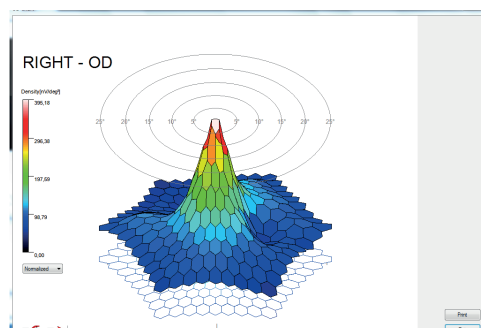 RIGHT - OD
Density[nV/deg²]
395,18
296,38
197,59
98,79
0,00
25° 20° 15° 10° 5° 5° 10° 15° 20° 25°
Normalized
Print